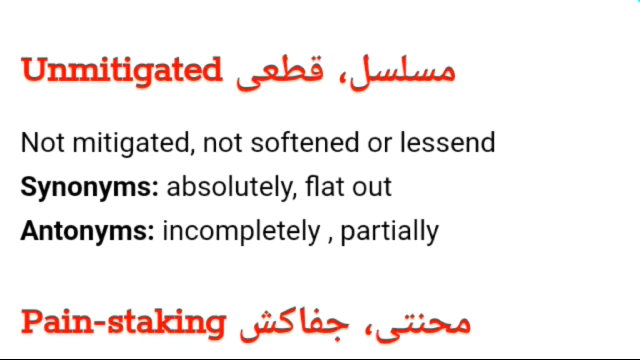 Unmitigated مسلسل، قطعی
Not mitigated, not softened or lessend
Synonyms: absolutely, flat out
Antonyms: incompletely , partially
Pain-staking محنتی، جفاکش